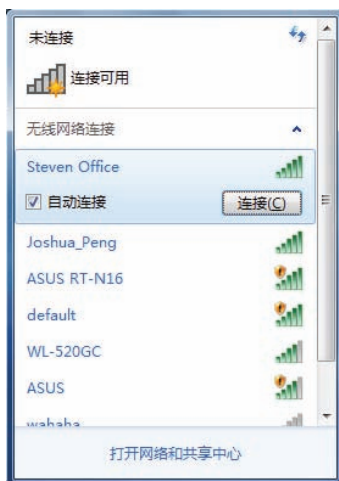 未连接
连接可用
无线网络连接
Steven Office
自动连接
连接(C)
Joshua_Peng
ASUS RT-N16
default
WL-520GC
ASUS
wahaha
打开网络和共享中心